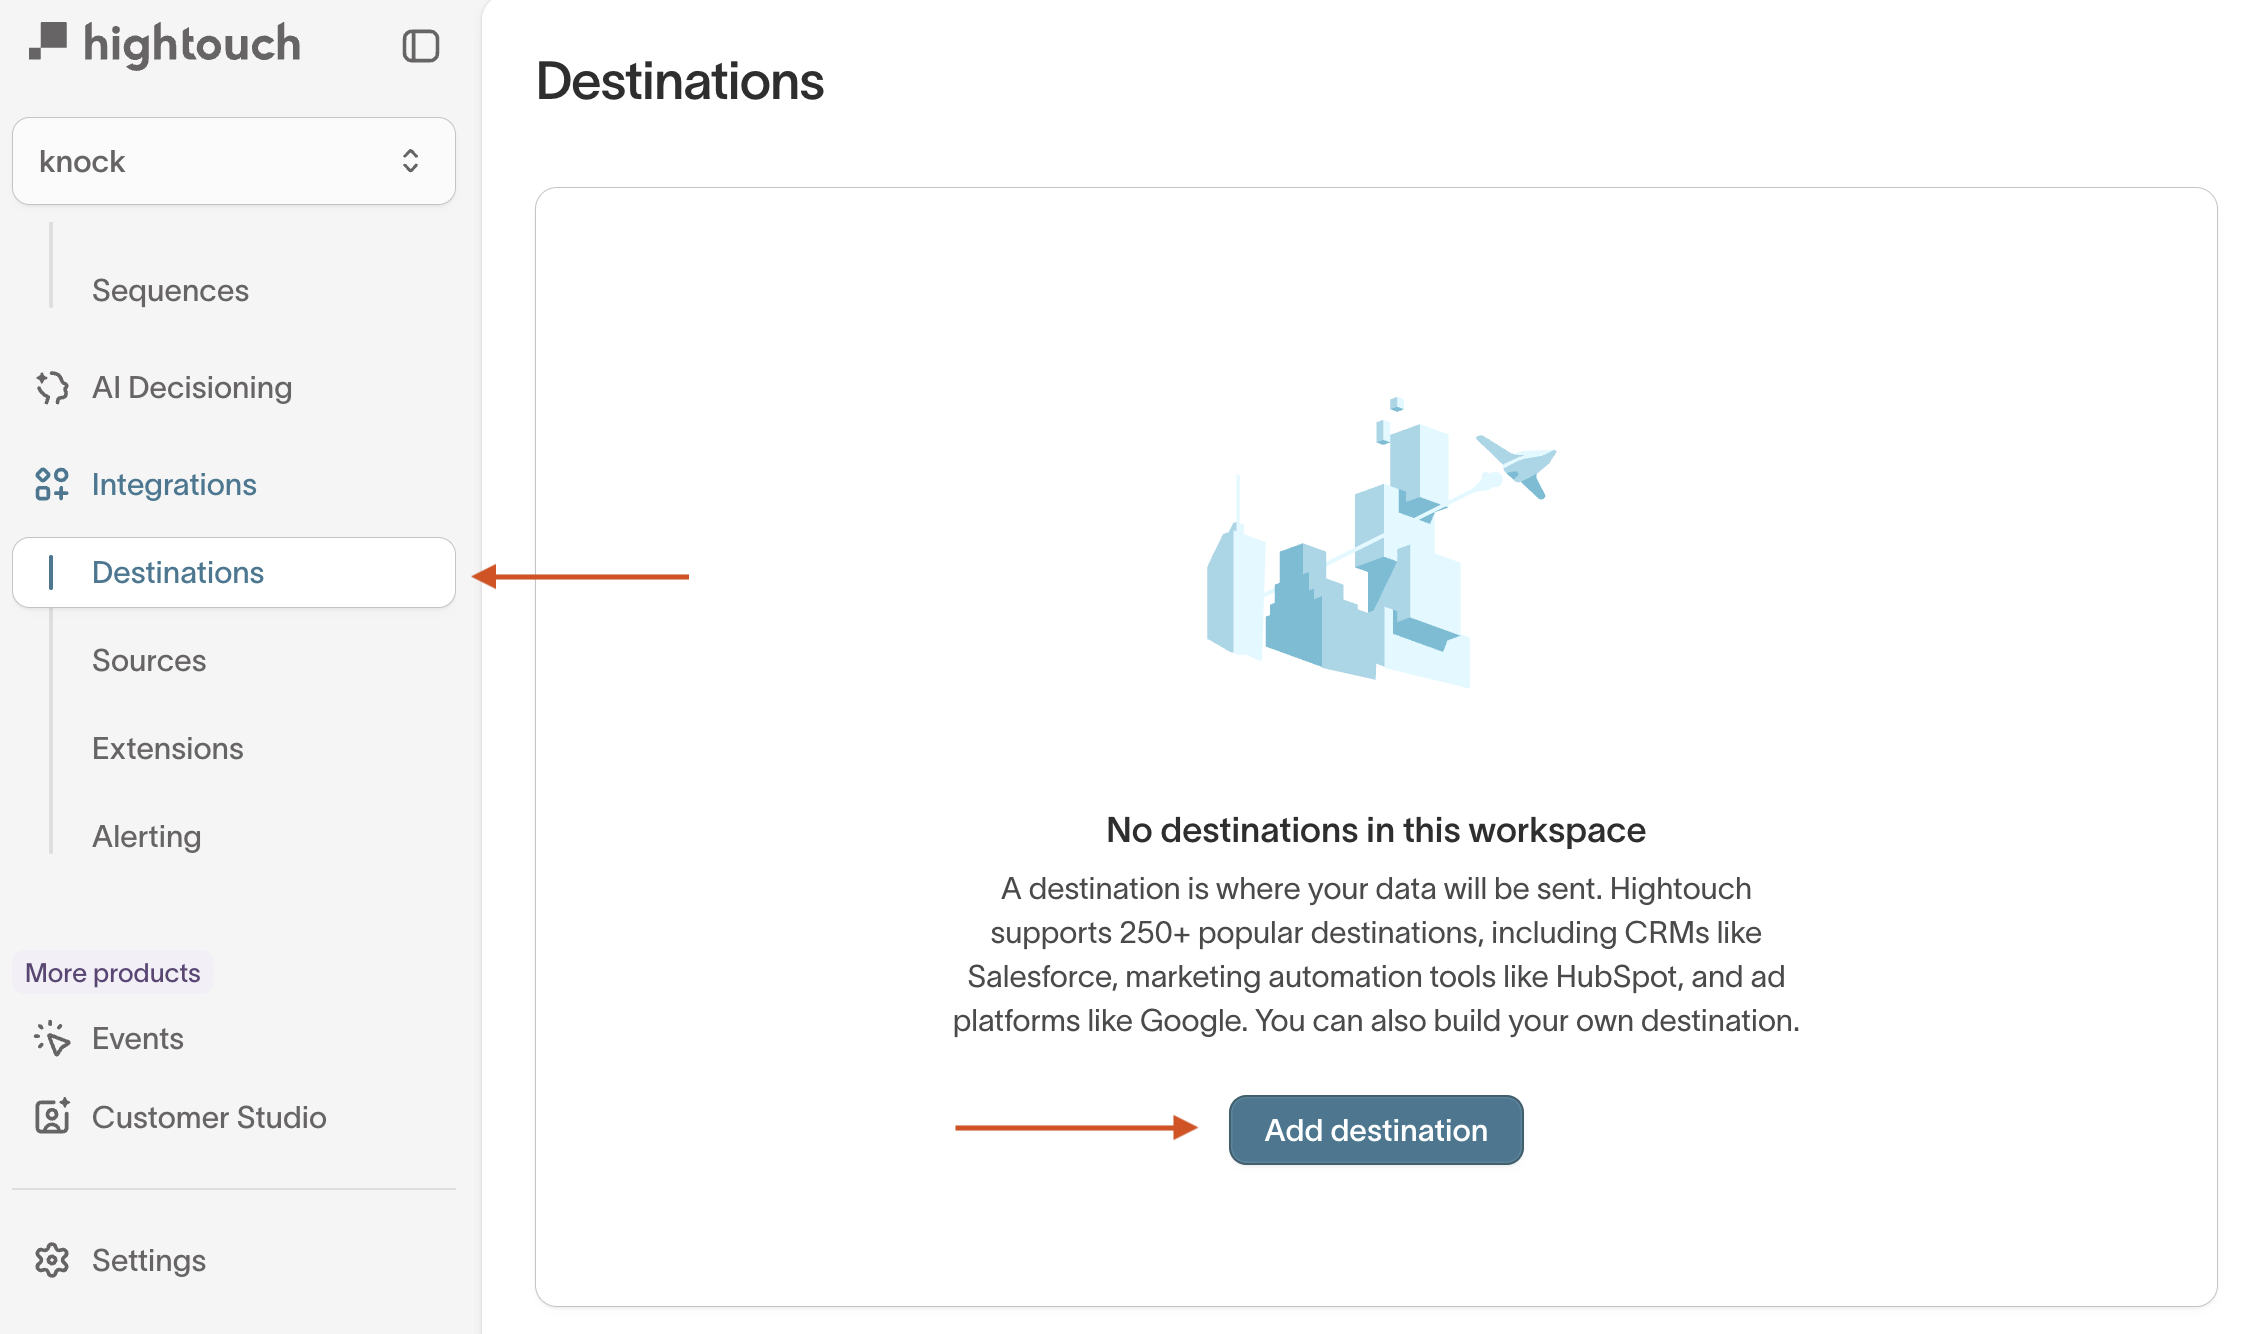 hightouch
knock
Sequences
AI Decisioning
Integrations
Destinations
Sources
Extensions
Alerting
More products
Events
Customer Studio
Settings
Destinations
No destinations in this workspace
A destination is where your data will be sent. Hightouch
supports 250+ popular destinations, including CRMs like
Salesforce, marketing automation tools like HubSpot, and ad
platforms like Google. You can also build your own destination.
Add destination